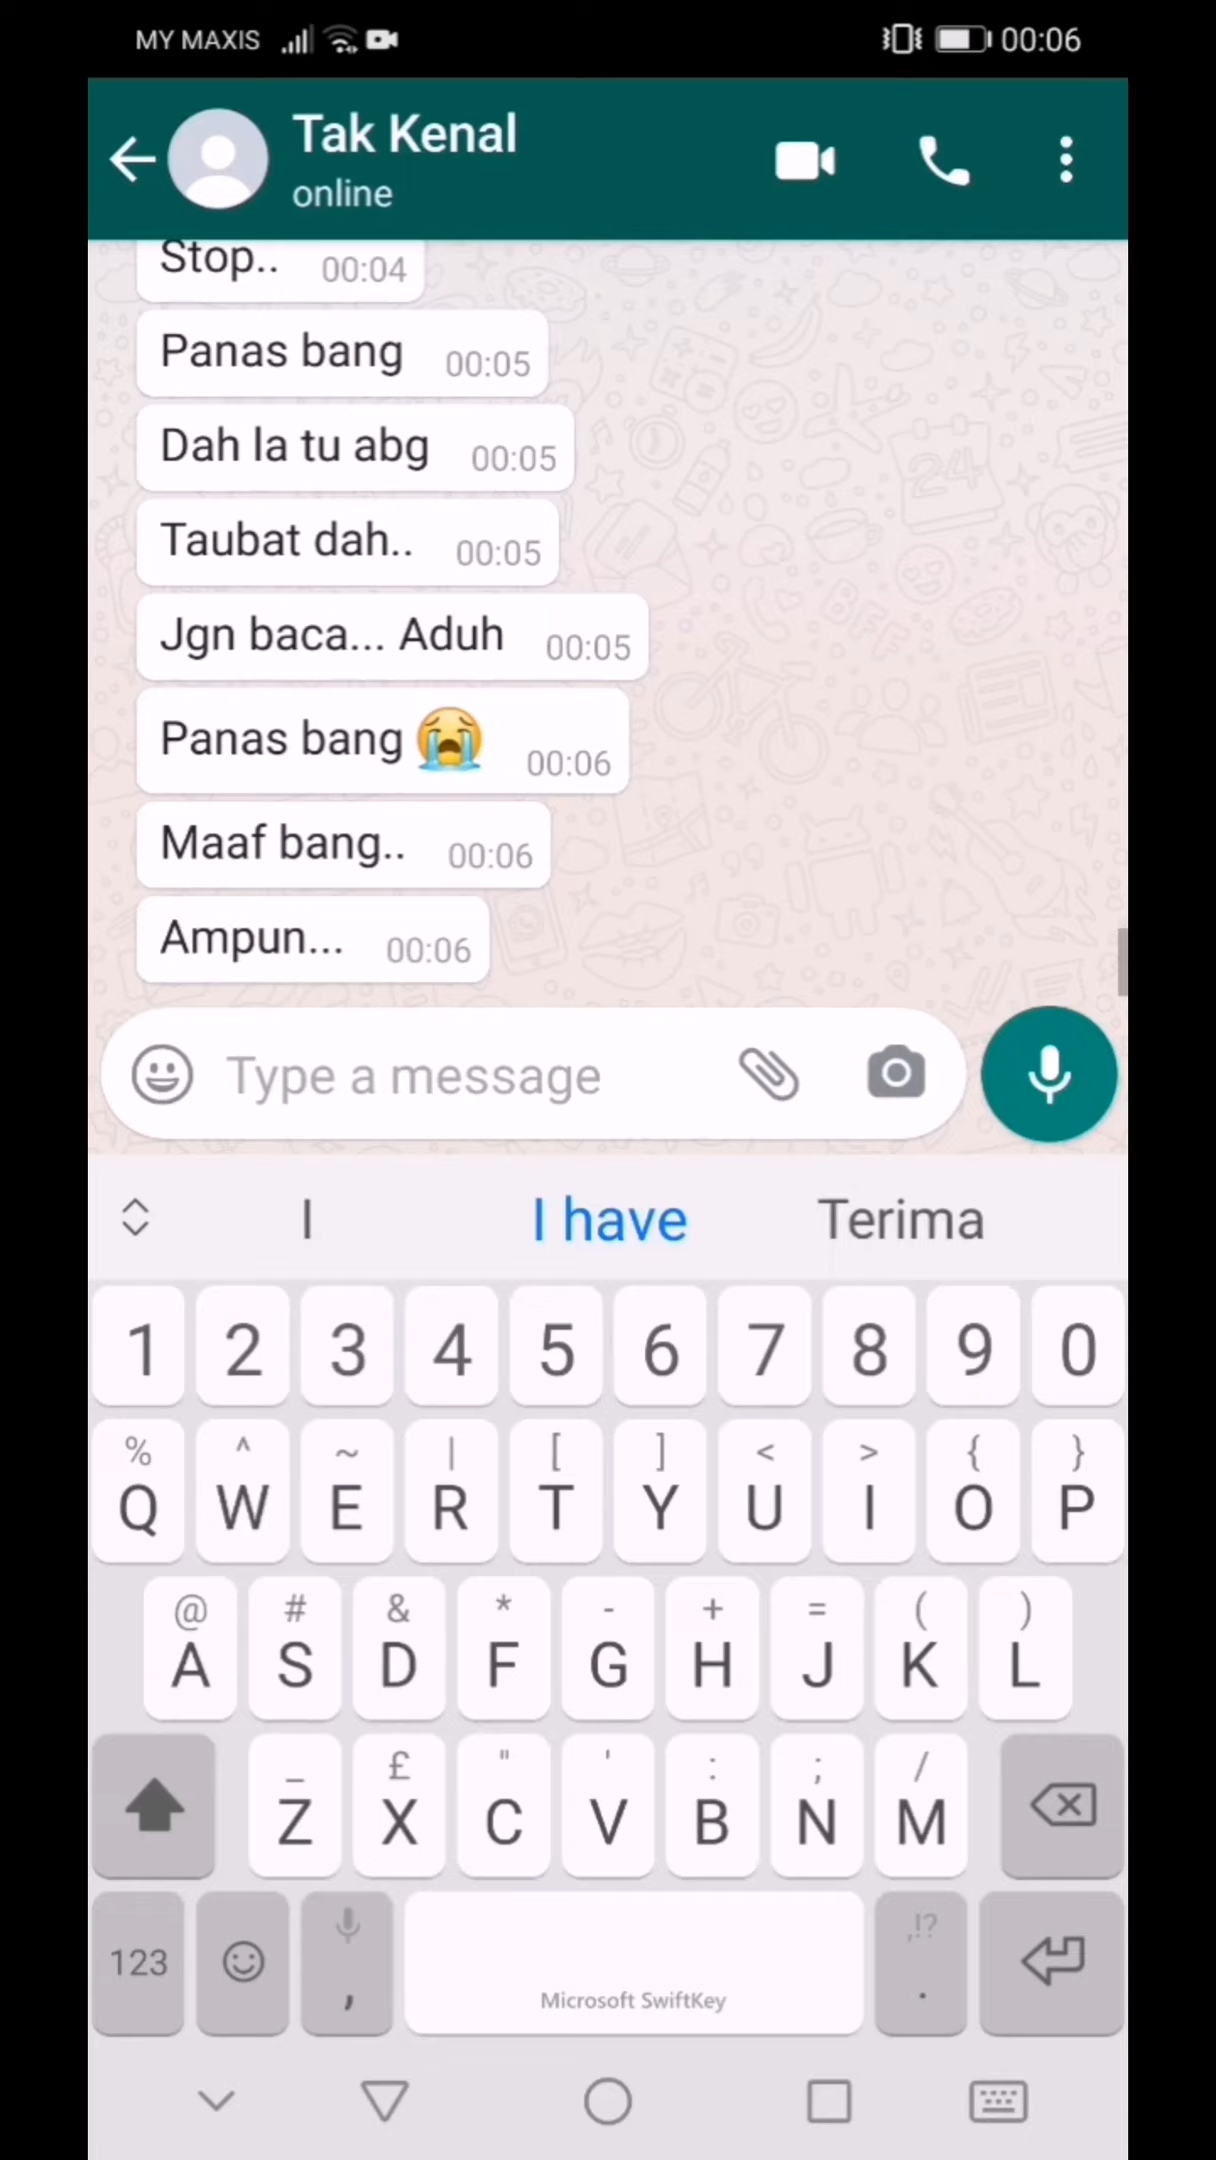 MY MAXIS 00:06
Tak Kenal
online
Stop.. 00:04
Panas bang 00:05
Dah la tu abg 00:05
Taubat dah.. 00:05
Jgn baca... Aduh 00:05
Panas bang 😭 00:06
Maaf bang.. 00:06
Ampun... 00:06
Type a message
I I have Terima
1 2 3 4 5 6 7 8 9 0
% ^ ~ | [ ] < > { }
Q W E R T Y U I O P
@ # & * - + = ( )
A S D F G H J K L
_ £ " ' : ; /
Z X C V B N M
,!?
123 , .
Microsoft SwiftKey